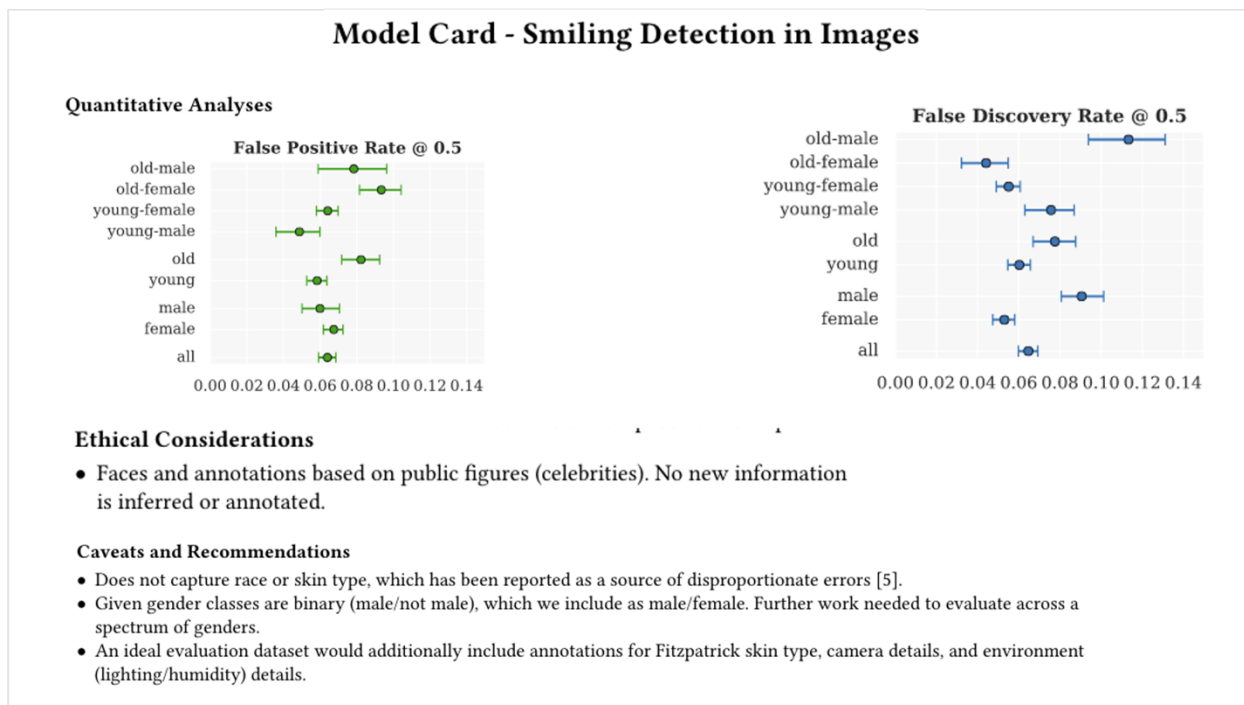 Model Card - Smiling Detection in Images
Quantitative Analyses
False Positive Rate @ 0.5
old-male
old-female
young-female
young-male
old
young
male
female
all
0.00 0.02 0.04 0.06 0.08 0.10 0.12 0.14
False Discovery Rate @ 0.5
old-male
old-female
young-female
young-male
old
young
male
female
all
0.00 0.02 0.04 0.06 0.08 0.10 0.12 0.14
Ethical Considerations
• Faces and annotations based on public figures (celebrities). No new information
is inferred or annotated.
Caveats and Recommendations
• Does not capture race or skin type, which has been reported as a source of disproportionate errors [5].
• Given gender classes are binary (male/not male), which we include as male/female. Further work needed to evaluate across a
spectrum of genders.
• An ideal evaluation dataset would additionally include annotations for Fitzpatrick skin type, camera details, and environment
(lighting/humidity) details.